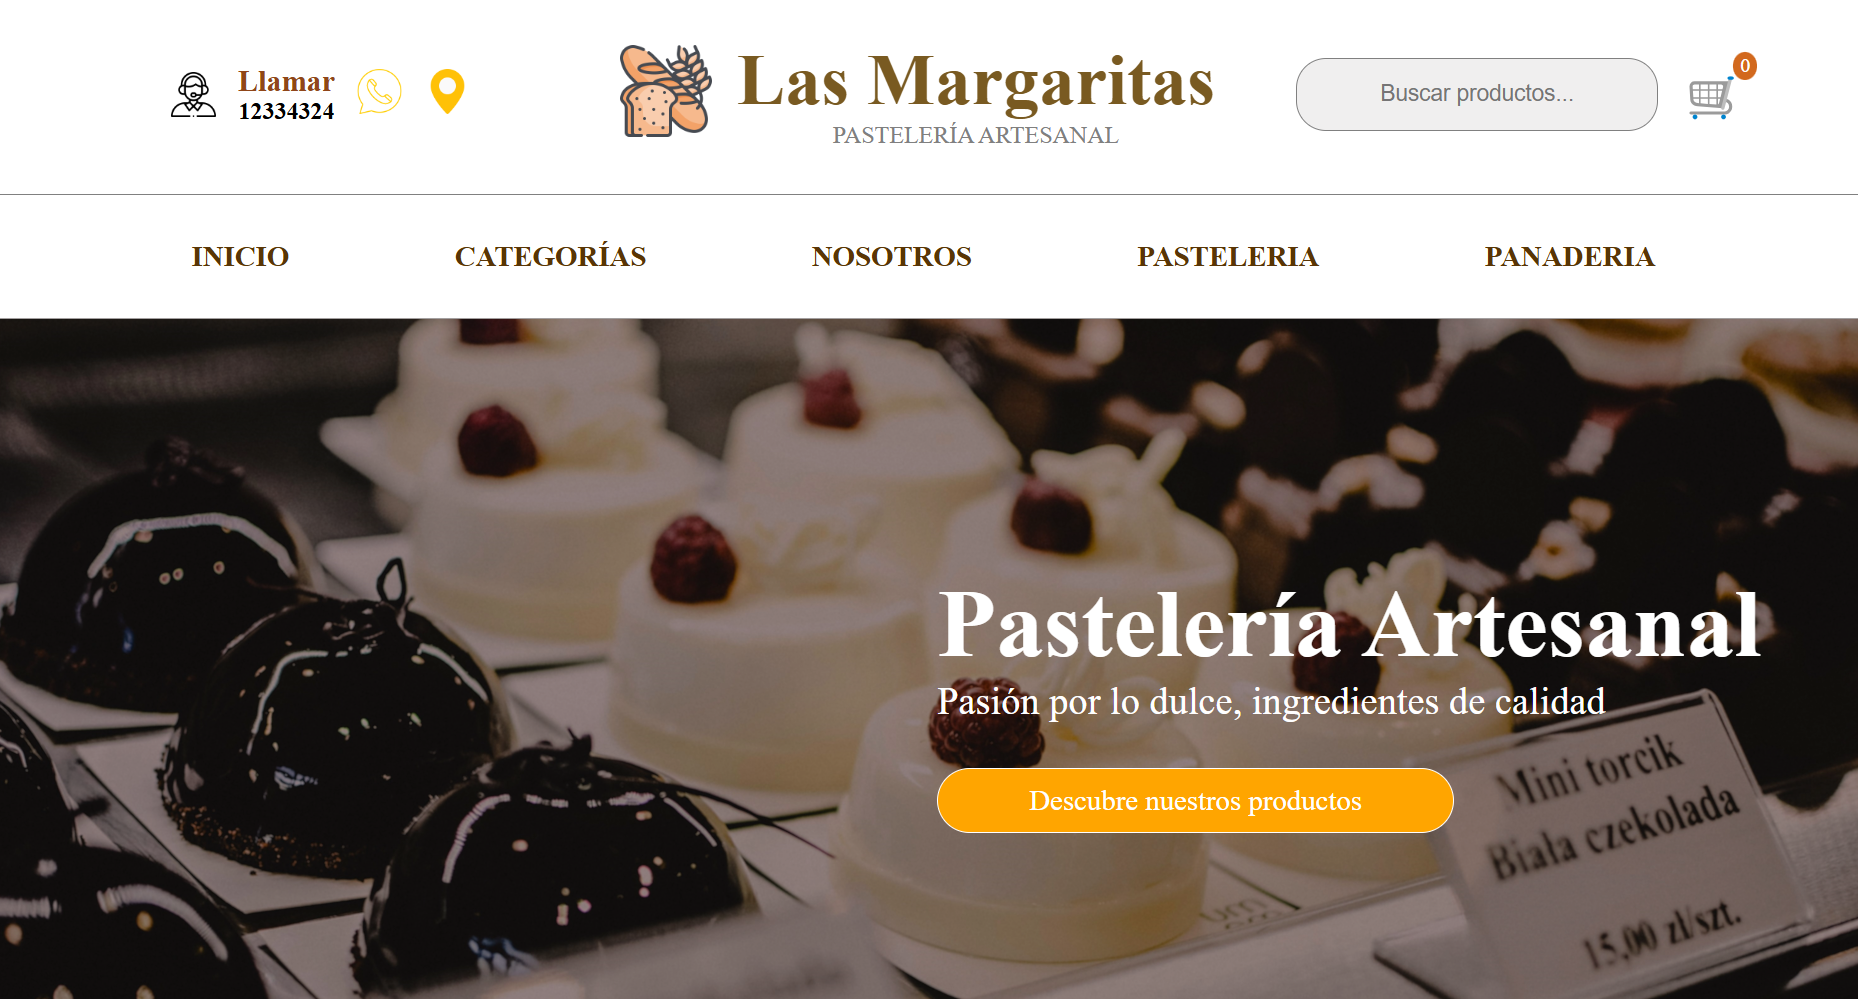 Llamar
12334324
Las Margaritas
PASTELERÍA ARTESANAL
Buscar productos...
0
INICIO
CATEGORÍAS
NOSOTROS
PASTELERIA
PANADERIA
Pastelería Artesanal
Pasión por lo dulce, ingredientes de calidad
Descubre nuestros productos
Mini torcik
Biała czekolada
15,00 zł/szt.